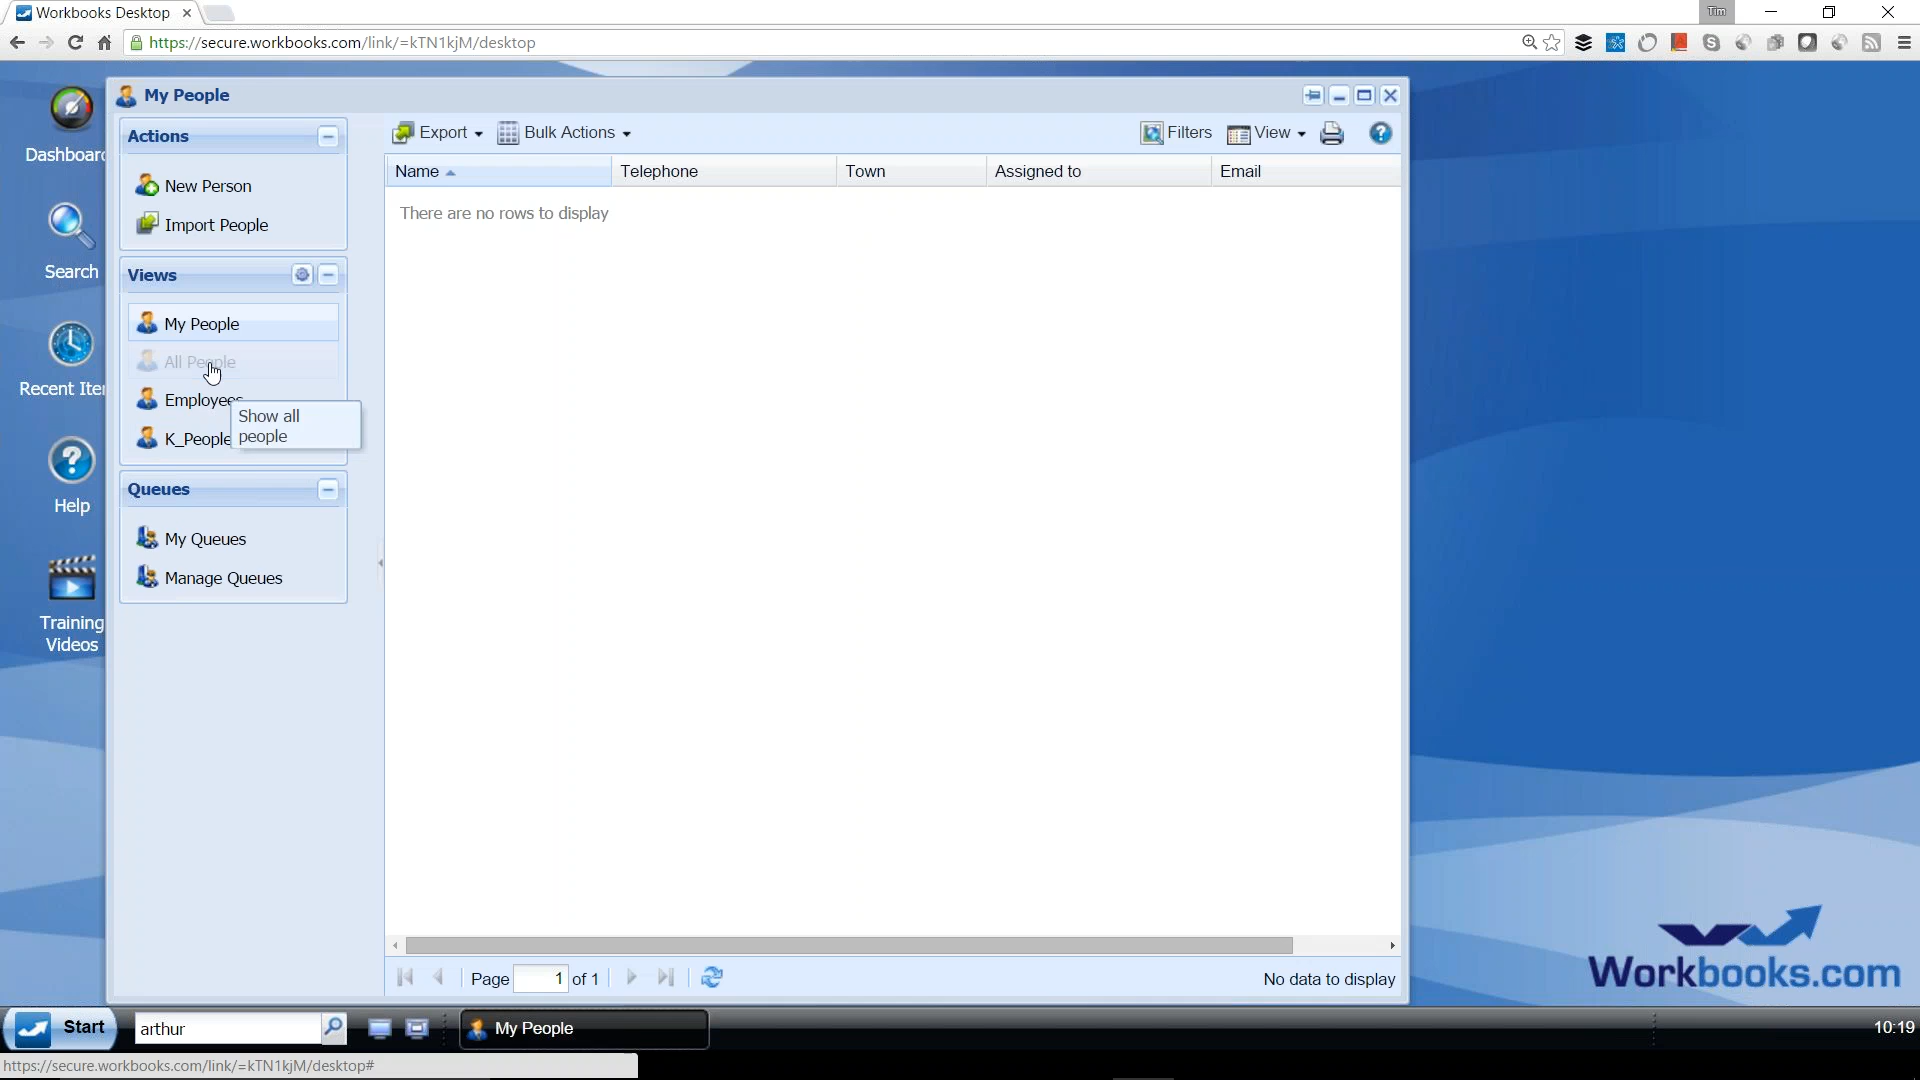 Workbooks Desktop
Tim
https://secure.workbooks.com/link/=kTN1kjM/desktop
My People
Dashboard
Search
Recent Iter
Help
Training
Videos
Actions
New Person
Import People
Views
My People
All People
Employees
K_People
Show all
people
Queues
My Queues
Manage Queues
Export
Bulk Actions
Filters
View
Name
Telephone
Town
Assigned to
Email
There are no rows to display
Page 1 of 1
No data to display
Workbooks.com
Start
arthur
My People
10:19
https://secure.workbooks.com/link/=kTN1kjM/desktop#